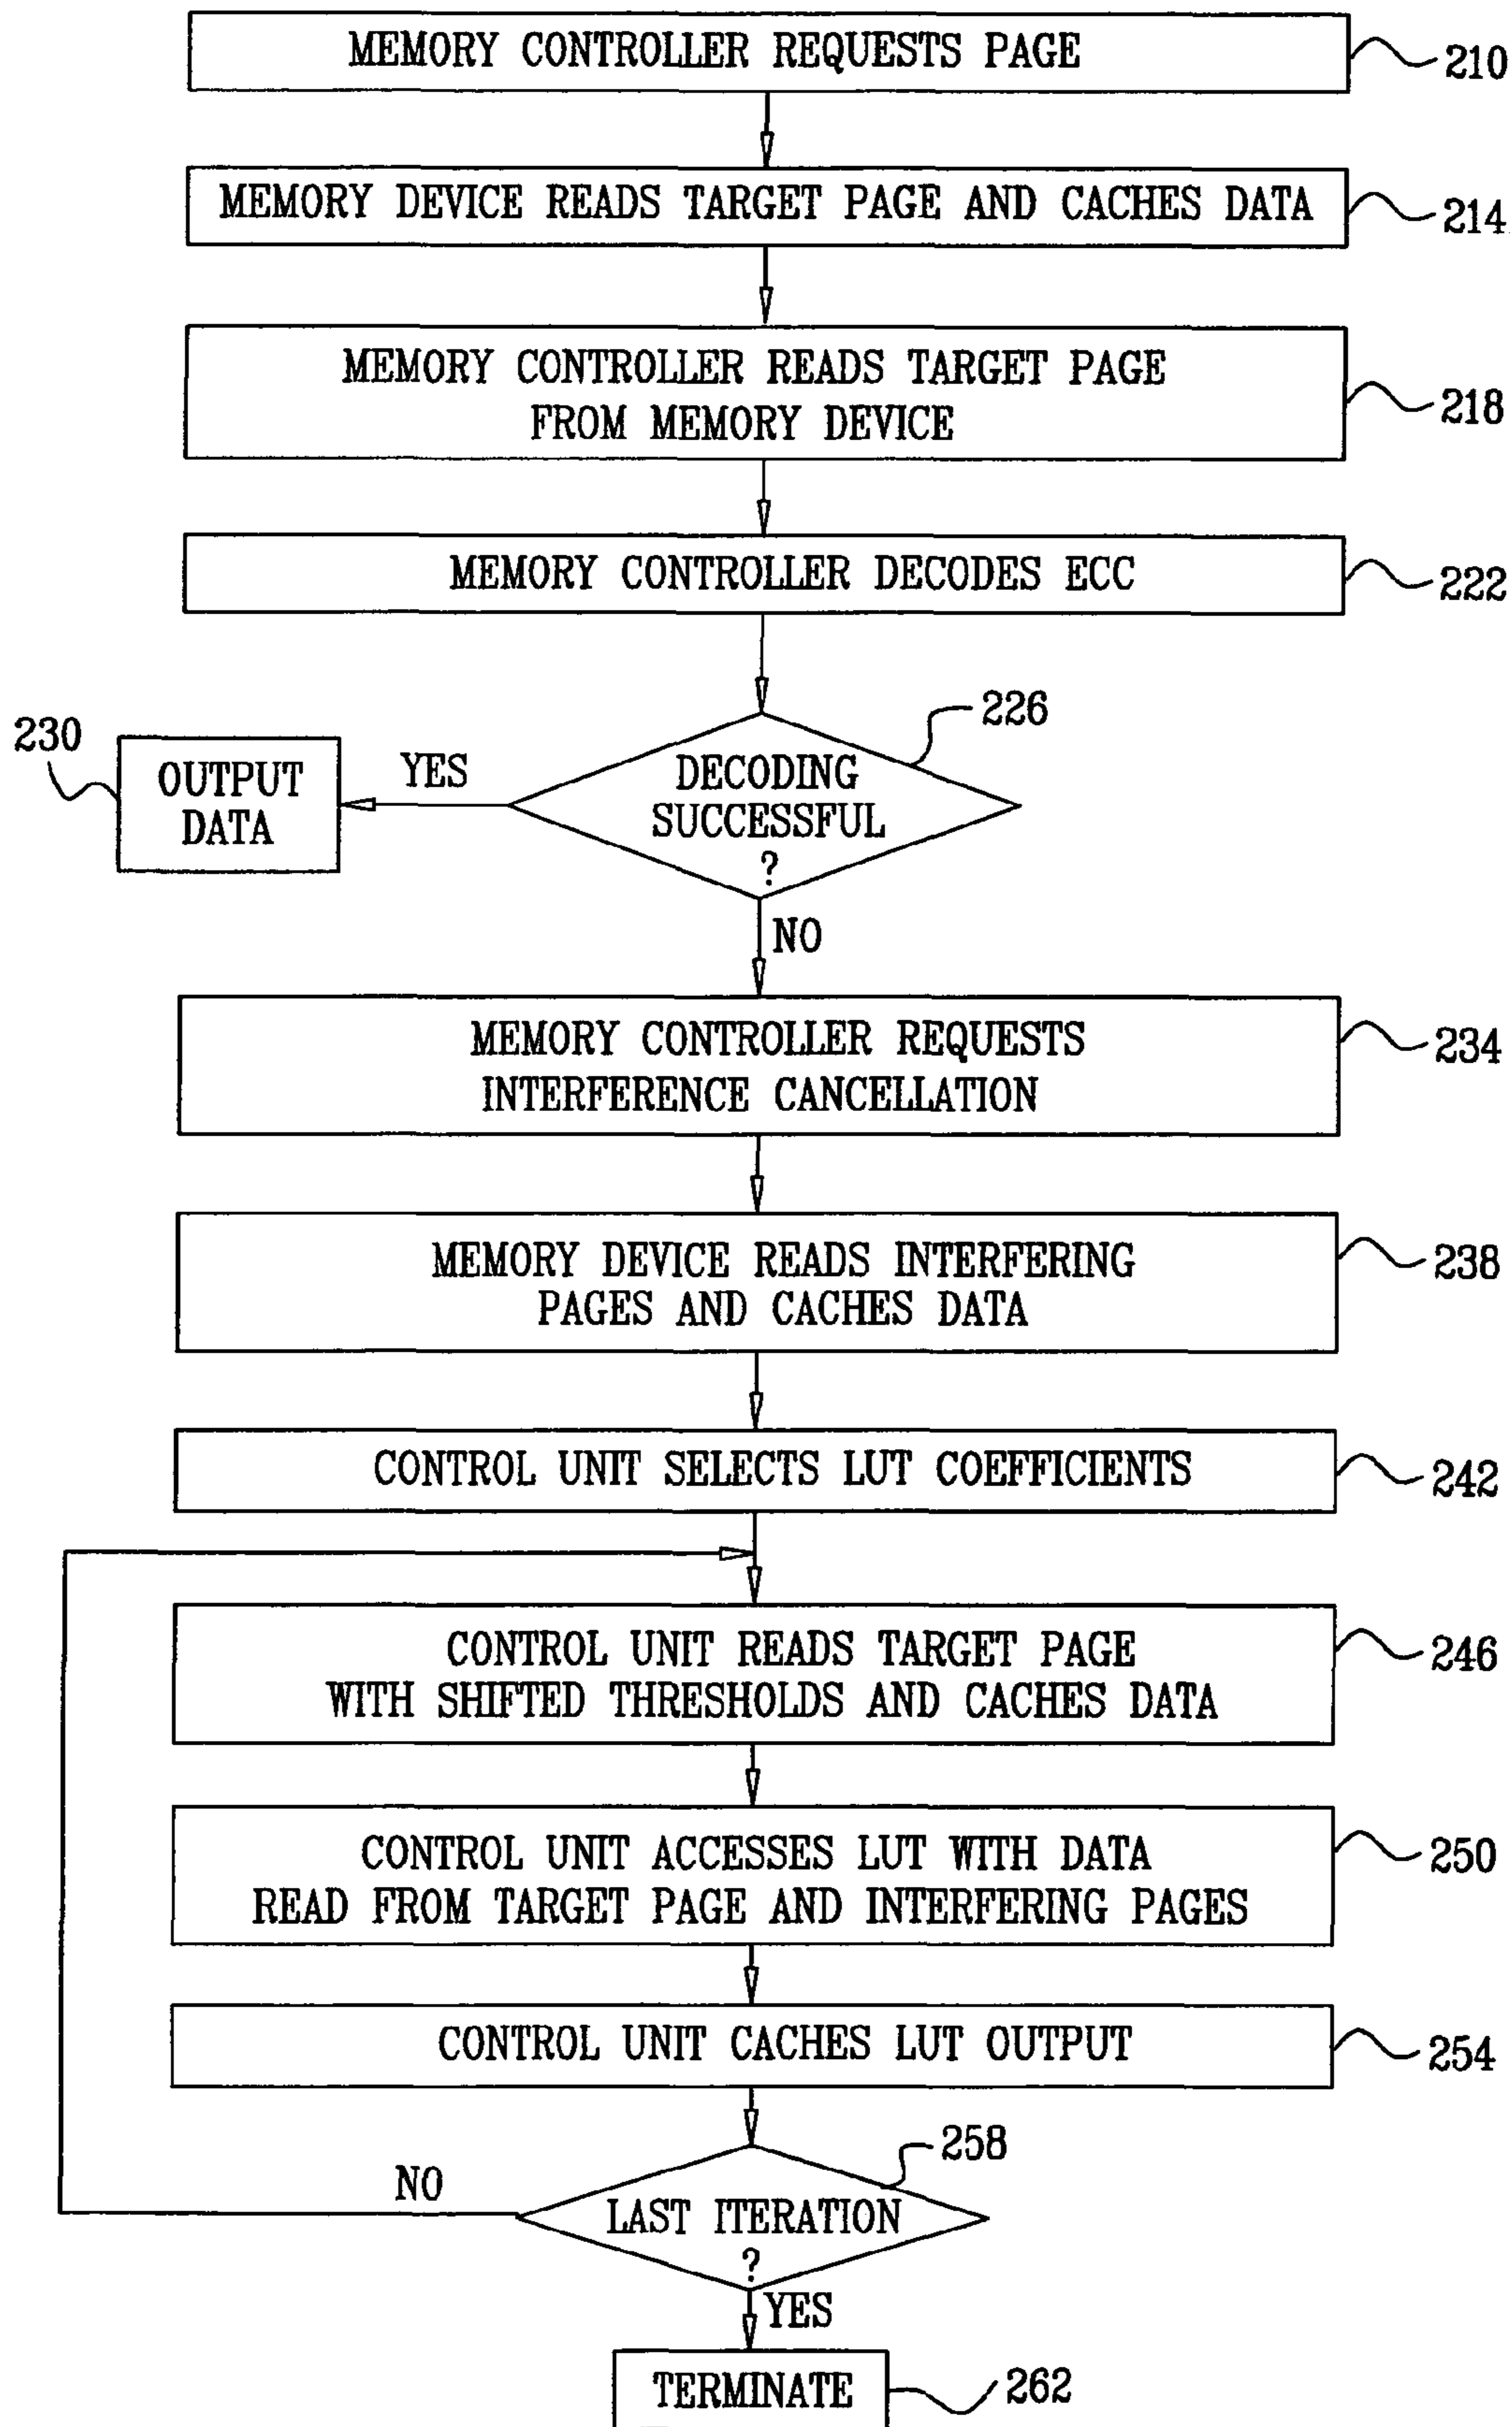 MEMORY CONTROLLER REQUESTS PAGE
210
MEMORY DEVICE READS TARGET PAGE AND CACHES DATA
214
MEMORY CONTROLLER READS TARGET PAGE
FROM MEMORY DEVICE
218
MEMORY CONTROLLER DECODES ECC
222
226
230
DECODING
SUCCESSFUL
?
YES
OUTPUT
DATA
NO
MEMORY CONTROLLER REQUESTS
INTERFERENCE CANCELLATION
234
MEMORY DEVICE READS INTERFERING
PAGES AND CACHES DATA
238
CONTROL UNIT SELECTS LUT COEFFICIENTS
242
CONTROL UNIT READS TARGET PAGE
WITH SHIFTED THRESHOLDS AND CACHES DATA
246
CONTROL UNIT ACCESSES LUT WITH DATA
READ FROM TARGET PAGE AND INTERFERING PAGES
250
CONTROL UNIT CACHES LUT OUTPUT
254
258
NO
LAST ITERATION
?
YES
TERMINATE
262